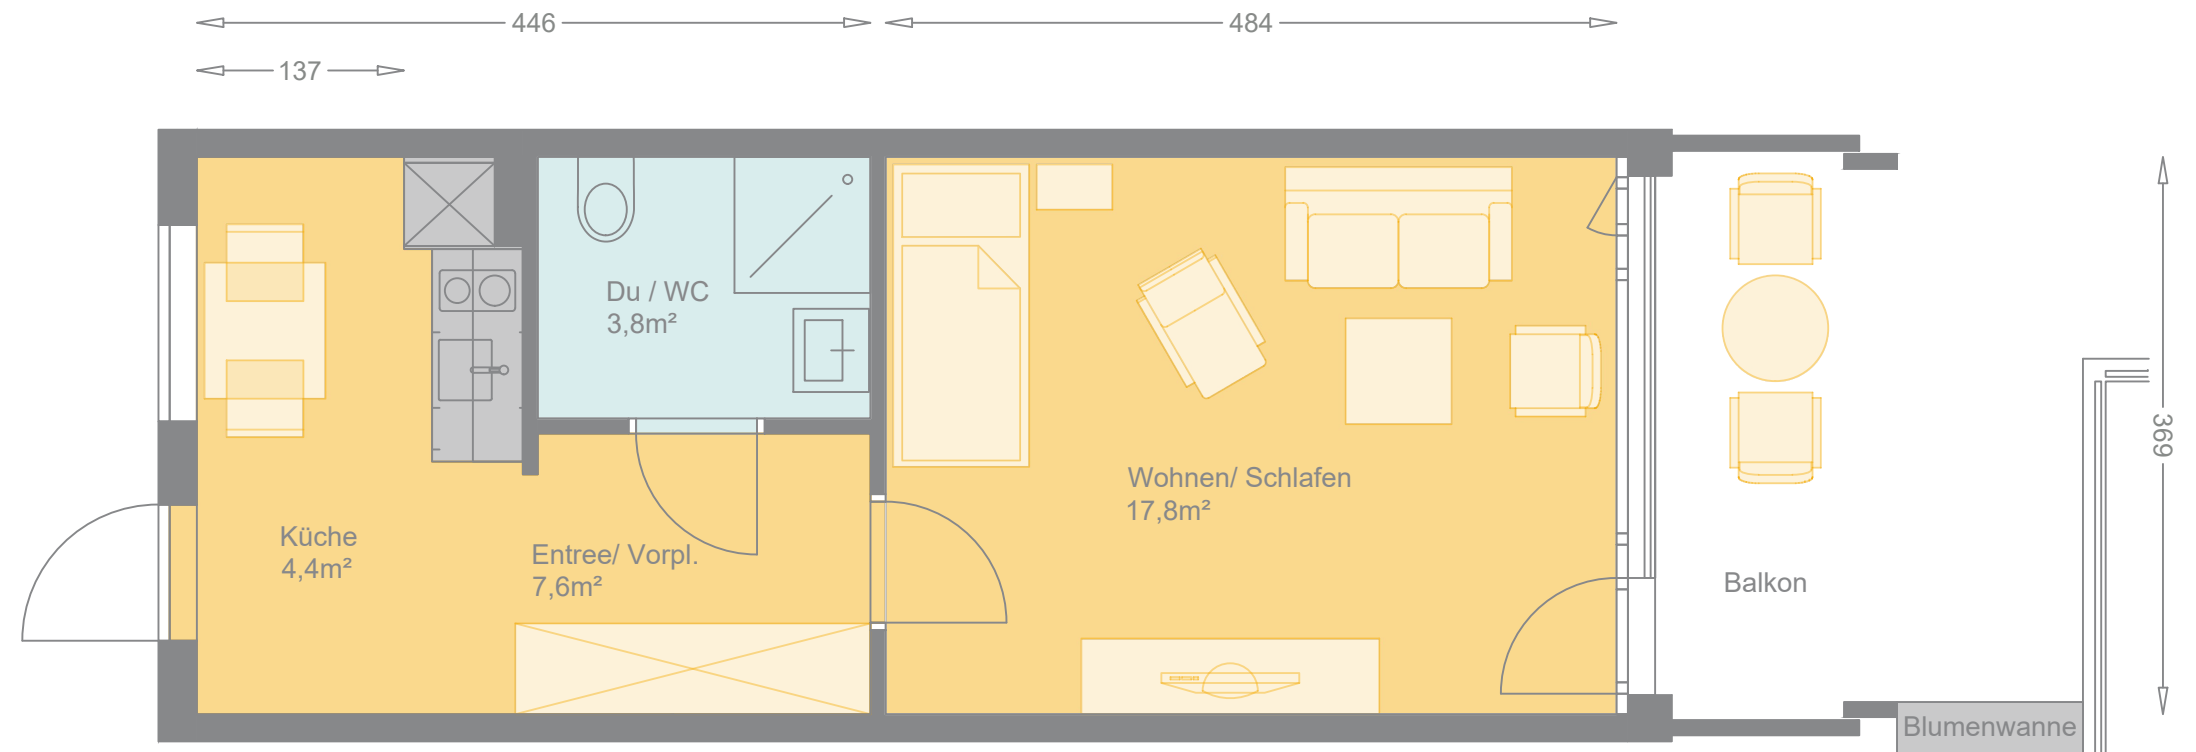 446
484
137
Du / WC
3,8m²
369
Wohnen/ Schlafen
17,8m²
Küche
4,4m²
Entree/ Vorpl.
7,6m²
Balkon
Blumenwanne